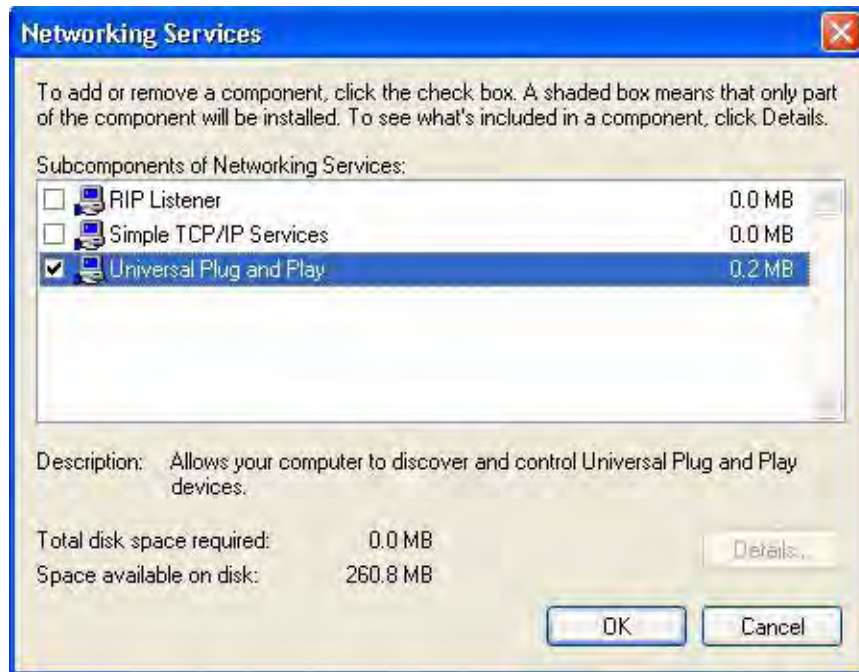 Networking Services
To add or remove a component, click the check box. A shaded box means that only part
of the component will be installed. To see what's included in a component, click Details.
Subcomponents of Networking Services:
RIP Listener 0.0 MB
Simple TCP/IP Services 0.0 MB
Universal Plug and Play 0.2 MB
Description: Allows your computer to discover and control Universal Plug and Play
devices.
Total disk space required: 0.0 MB
Details...
Space available on disk: 260.8 MB
OK Cancel